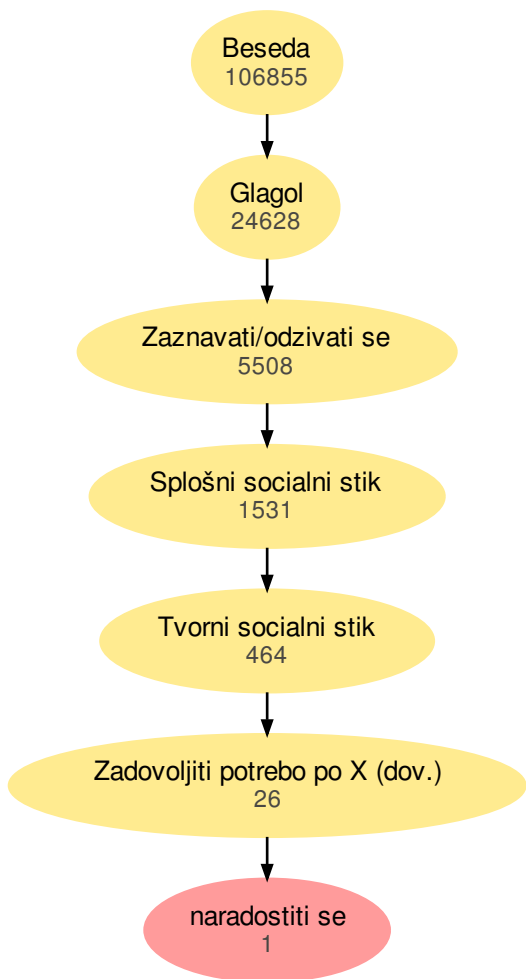 Beseda
106855
Glagol
24628
Zaznavati/odzivati se
5508
Splošni socialni stik
1531
Tvorni socialni stik
464
Zadovoljiti potrebo po X (dov.)
26
naradostiti se
1